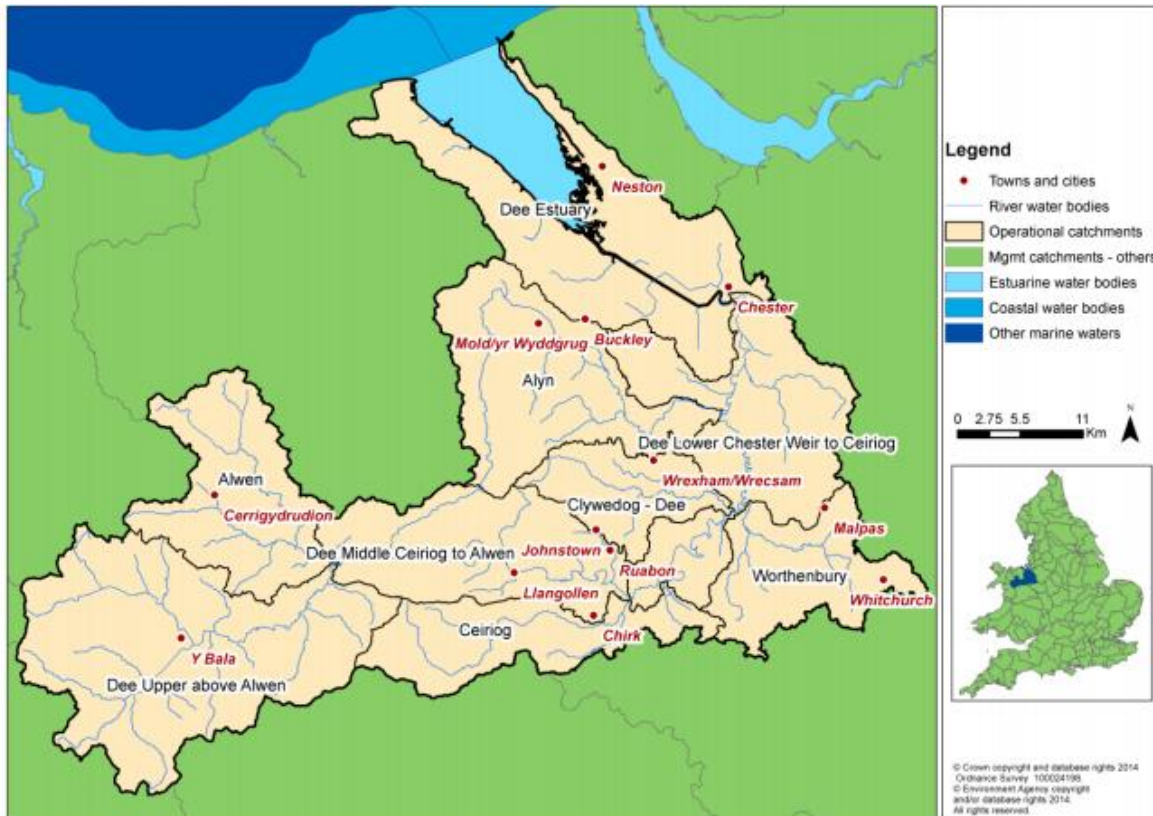 Neston
Dee Estuary
Chester
Mold/yr Wyddgrug
Buckley
Alyn
Dee Lower Chester Weir to Ceiriog
Wrexham/Wrecsam
Alwen
Cerrigydrudion
Clywedog - Dee
Malpas
Dee Middle Ceiriog to Alwen
Johnstown
Ruabon
Worthenbury
Llangollen
Whitchurch
Ceiriog
Chirk
Y Bala
Dee Upper above Alwen
Legend
Towns and cities
River water bodies
Operational catchments
Mgmt catchments - others
Estuarine water bodies
Coastal water bodies
Other marine waters
0 2.75 5.5 11
Km
N
© Crown copyright and database rights 2014
Ordnance Survey 100024198
© Environment Agency copyright
and/or database rights 2014.
All rights reserved.